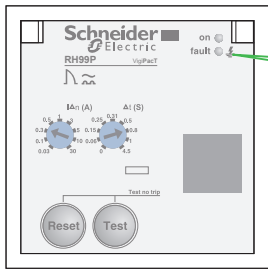 Schneider
Electric
on
fault
RH99P
VigiPacT
IΔn (A)
Δt (S)
0.5 1 3
0.3 5
0.1 10
0.03 30
0.25 0.31 0.5
0.15 0.8
0.06 1
0 4.5
Test no trip
Reset
Test